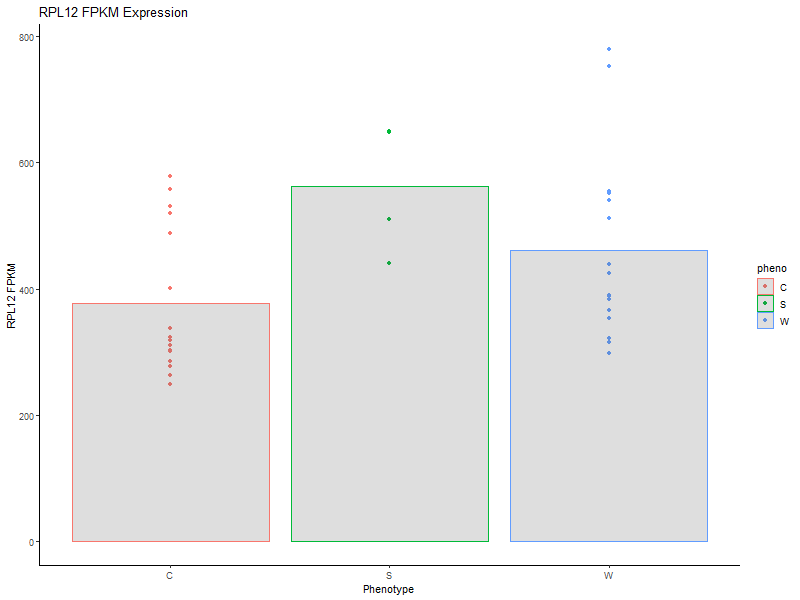 RPL12 FPKM Expression
800
600
400
200
0
RPL12 FPKM
C
S
W
Phenotype
pheno
C
S
W